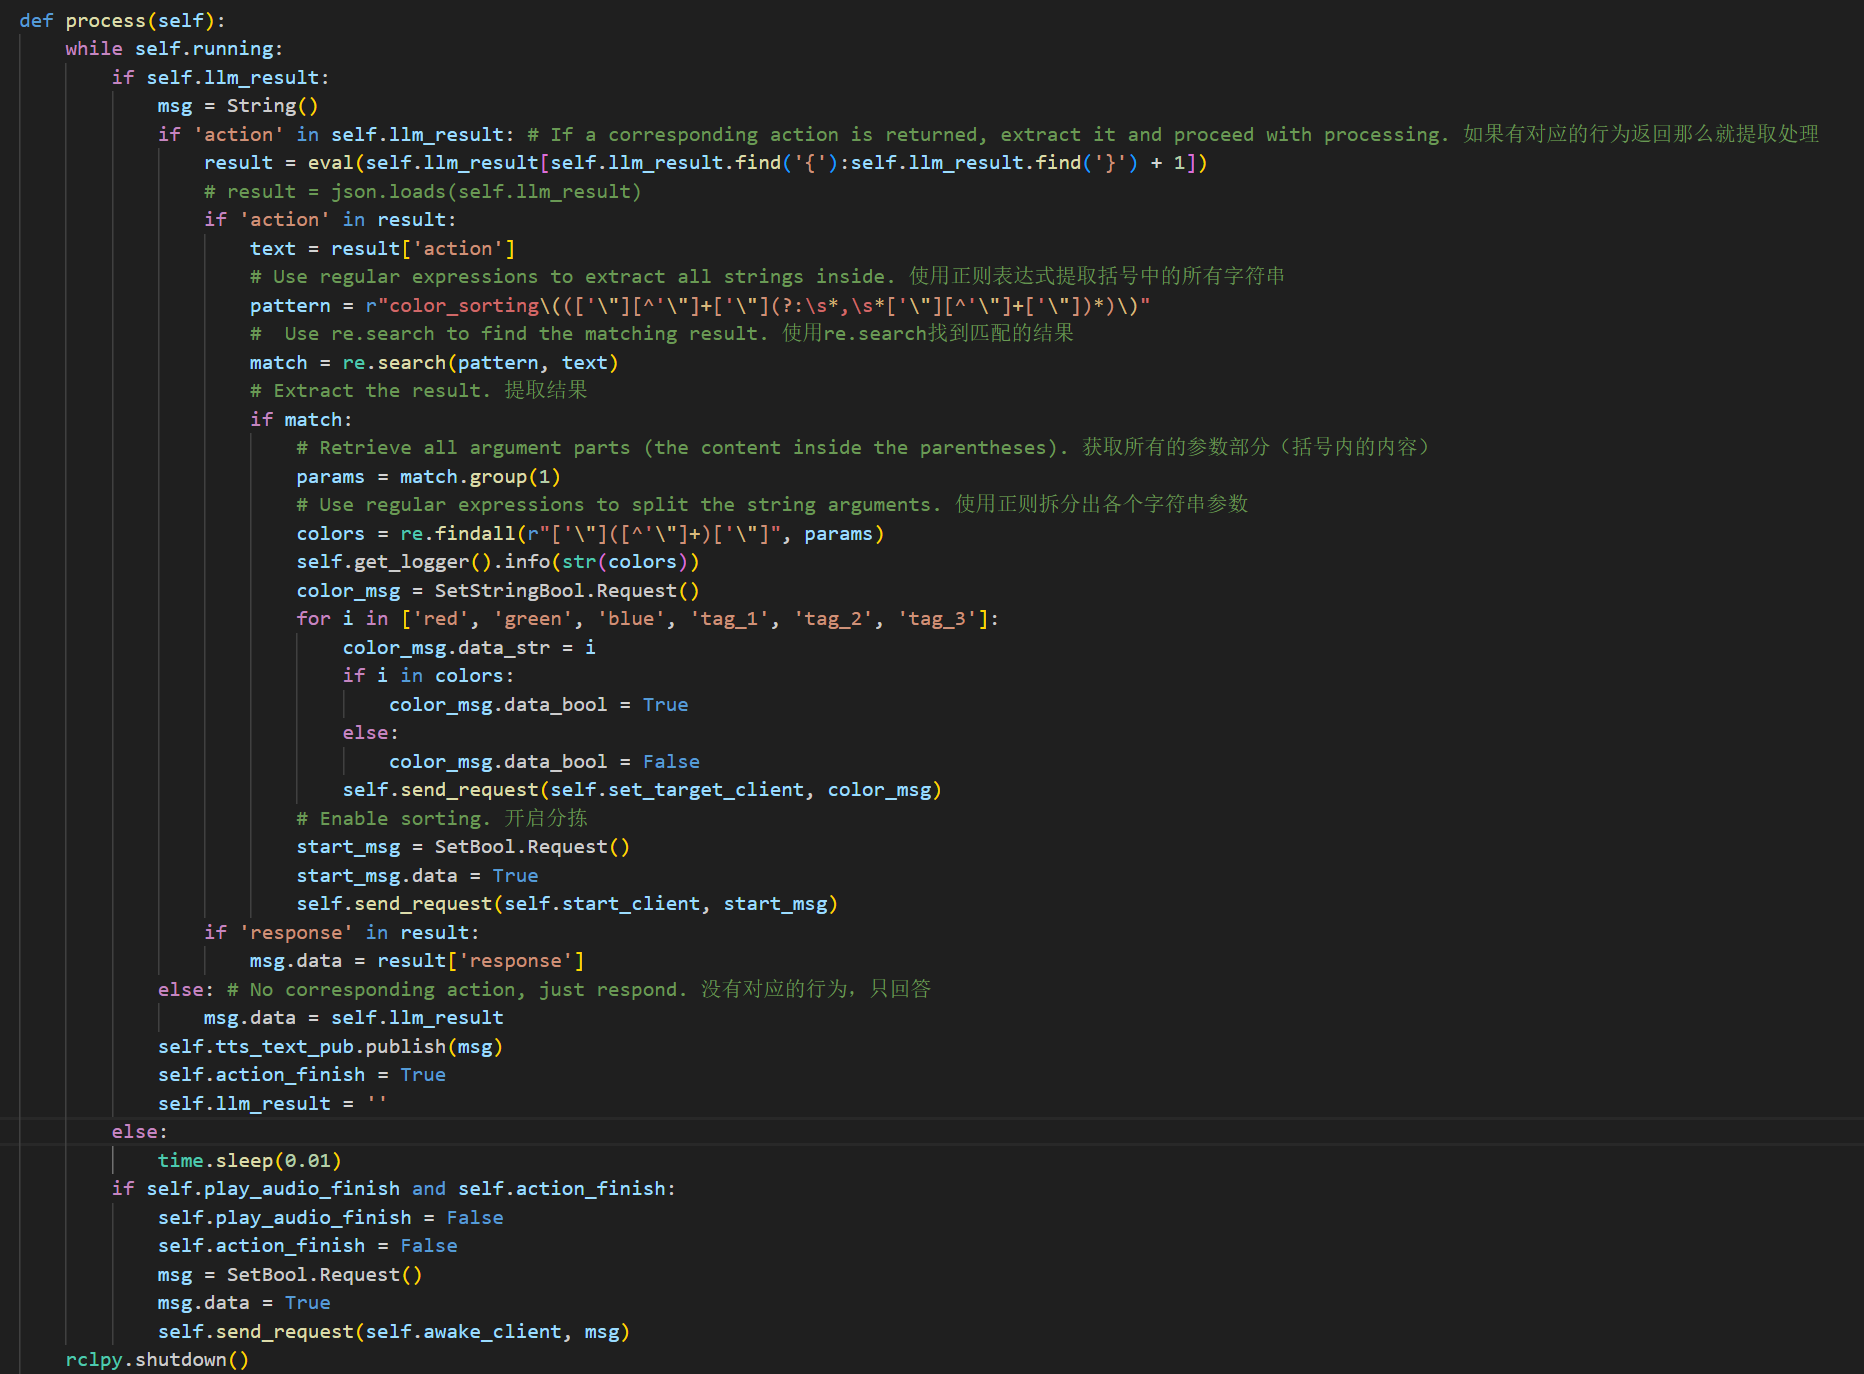 def process(self):
    while self.running:
        if self.llm_result:
            msg = String()
            if 'action' in self.llm_result: # If a corresponding action is returned, extract it and proceed with processing. 如果有对应的行为返回那么就提取处理
                result = eval(self.llm_result[self.llm_result.find('{'):self.llm_result.find('}') + 1])
                # result = json.loads(self.llm_result)
                if 'action' in result:
                    text = result['action']
                    # Use regular expressions to extract all strings inside. 使用正则表达式提取括号中的所有字符串
                    pattern = r"color_sorting\((['\"][^'\"]+['\"](?:\s*,\s*['\"][^'\"]+['\"])*)\)"
                    #  Use re.search to find the matching result. 使用re.search找到匹配的结果
                    match = re.search(pattern, text)
                    # Extract the result. 提取结果
                    if match:
                        # Retrieve all argument parts (the content inside the parentheses). 获取所有的参数部分（括号内的内容）
                        params = match.group(1)
                        # Use regular expressions to split the string arguments. 使用正则拆分出各个字符串参数
                        colors = re.findall(r"['\"]([^'\"]+)['\"]", params)
                        self.get_logger().info(str(colors))
                        color_msg = SetStringBool.Request()
                        for i in ['red', 'green', 'blue', 'tag_1', 'tag_2', 'tag_3']:
                            color_msg.data_str = i
                            if i in colors:
                                color_msg.data_bool = True
                            else:
                                color_msg.data_bool = False
                            self.send_request(self.set_target_client, color_msg)
                        # Enable sorting. 开启分拣
                        start_msg = SetBool.Request()
                        start_msg.data = True
                        self.send_request(self.start_client, start_msg)
                if 'response' in result:
                    msg.data = result['response']
            else: # No corresponding action, just respond. 没有对应的行为，只回答
                msg.data = self.llm_result
            self.tts_text_pub.publish(msg)
            self.action_finish = True
            self.llm_result = ''
        else:
            time.sleep(0.01)
        if self.play_audio_finish and self.action_finish:
            self.play_audio_finish = False
            self.action_finish = False
            msg = SetBool.Request()
            msg.data = True
            self.send_request(self.awake_client, msg)
    rclpy.shutdown()